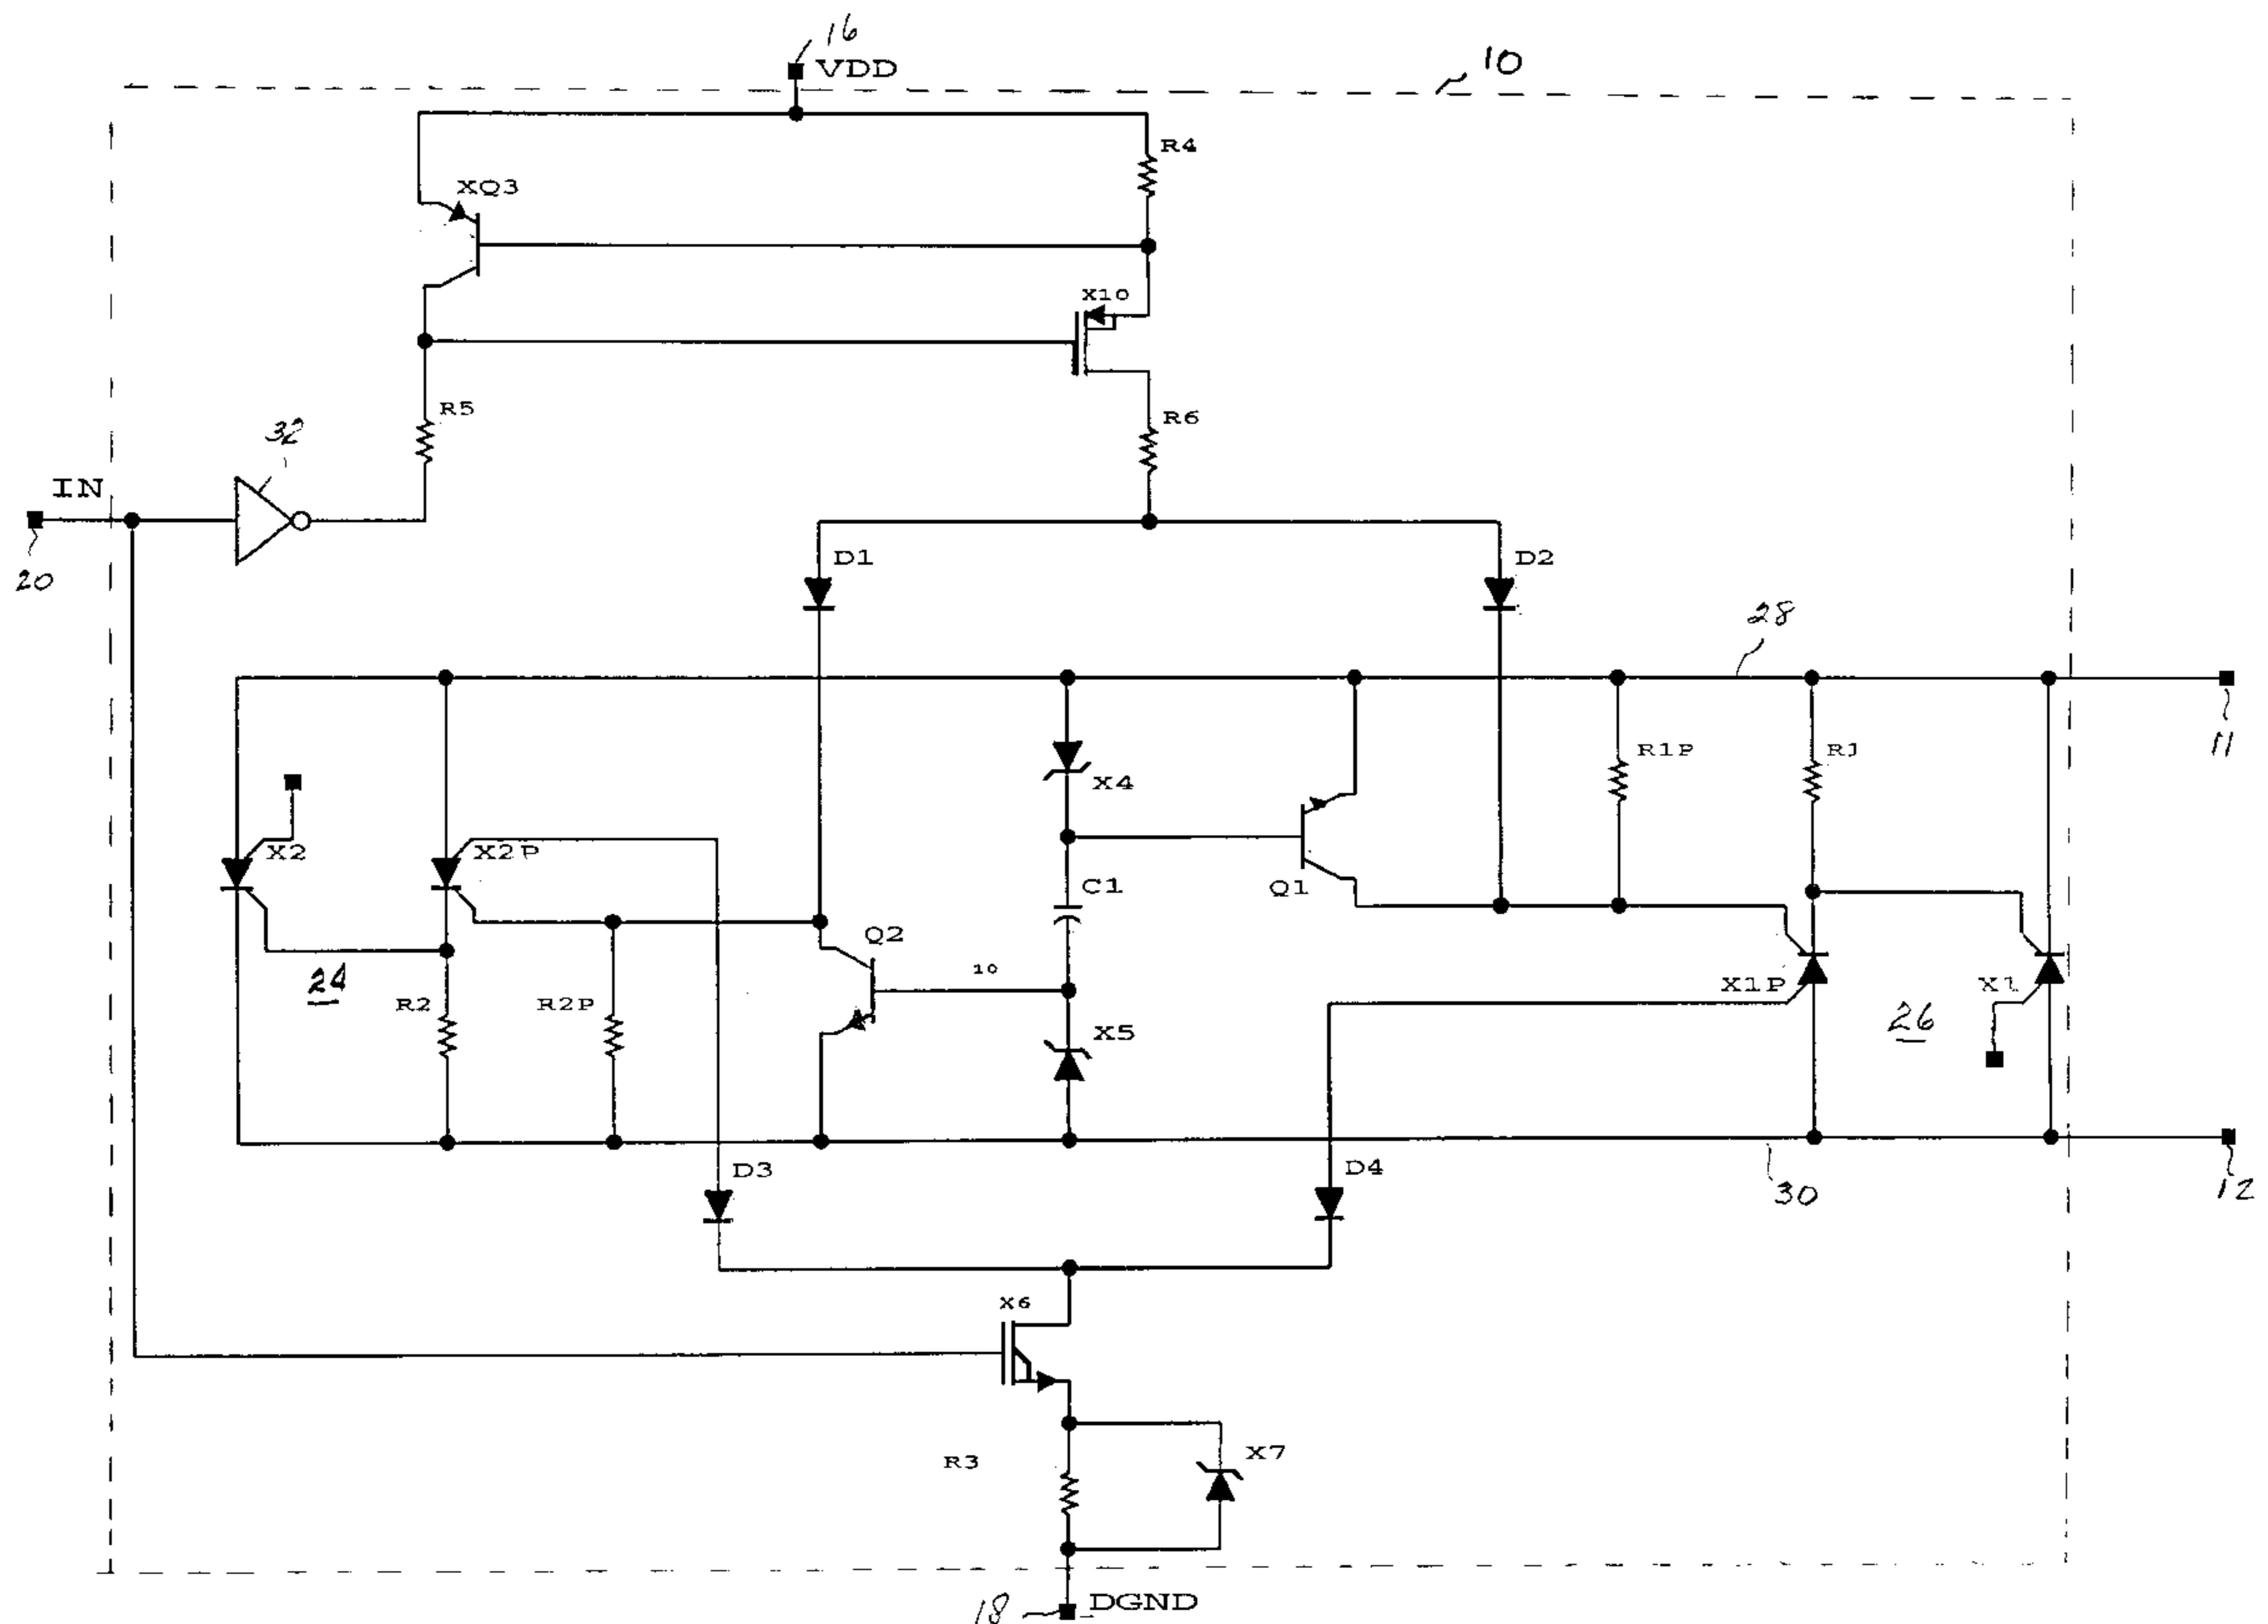 16
VDD
10
R4
XQ3
X10
R5
R6
32
IN
20
D1
D2
28
11
R1P
R1
X4
X2
X2P
C1
Q1
Q2
10
24
R2
R2P
X5
X1P
X1
26
D3
D4
30
12
X6
R3
X7
18
DGND